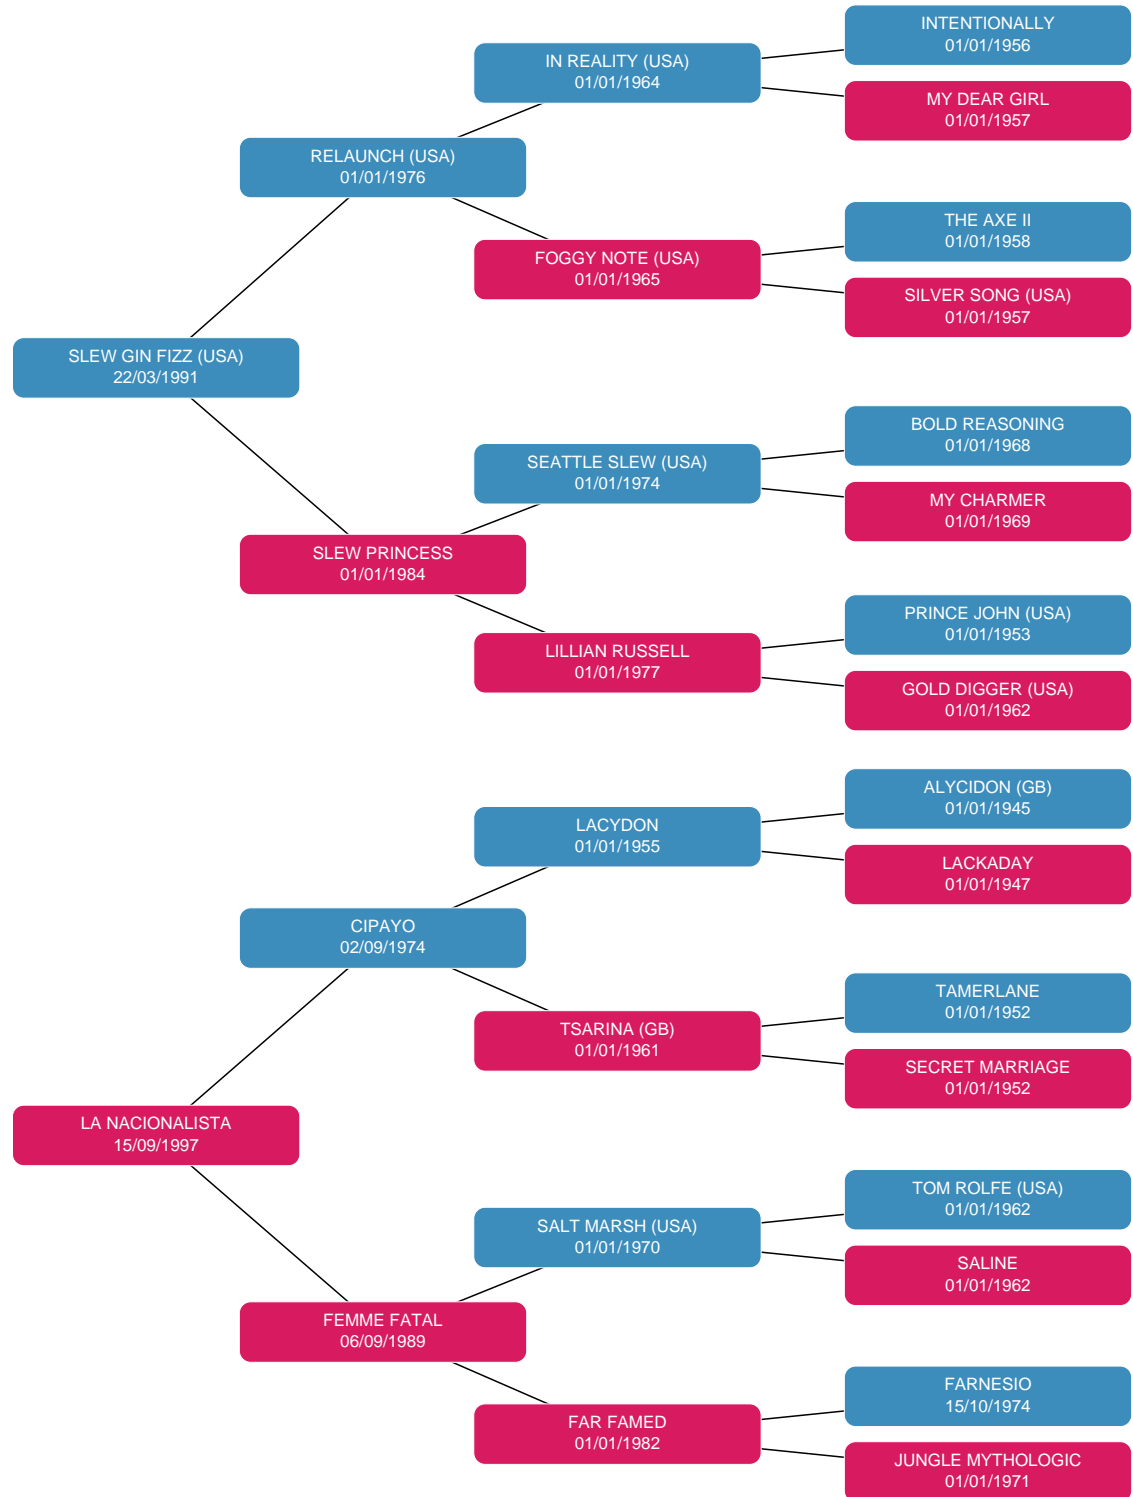 INTENTIONALLY
01/01/1956
IN REALITY (USA)
01/01/1964
MY DEAR GIRL
01/01/1957
RELAUNCH (USA)
01/01/1976
THE AXE II
01/01/1958
FOGGY NOTE (USA)
01/01/1965
SILVER SONG (USA)
01/01/1957
SLEW GIN FIZZ (USA)
22/03/1991
BOLD REASONING
01/01/1968
SEATTLE SLEW (USA)
01/01/1974
MY CHARMER
01/01/1969
SLEW PRINCESS
01/01/1984
PRINCE JOHN (USA)
01/01/1953
LILLIAN RUSSELL
01/01/1977
GOLD DIGGER (USA)
01/01/1962
ALYCIDON (GB)
01/01/1945
LACYDON
01/01/1955
LACKADAY
01/01/1947
CIPAYO
02/09/1974
TAMERLANE
01/01/1952
TSARINA (GB)
01/01/1961
SECRET MARRIAGE
01/01/1952
LA NACIONALISTA
15/09/1997
TOM ROLFE (USA)
01/01/1962
SALT MARSH (USA)
01/01/1970
SALINE
01/01/1962
FEMME FATAL
06/09/1989
FARNESIO
15/10/1974
FAR FAMED
01/01/1982
JUNGLE MYTHOLOGIC
01/01/1971